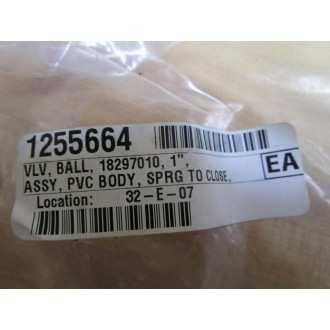 1255664
VLV, BALL, 18297010, 1",
ASSY, PVC BODY, SPRG TO CLOSE,
EA
Location: 32-E-07